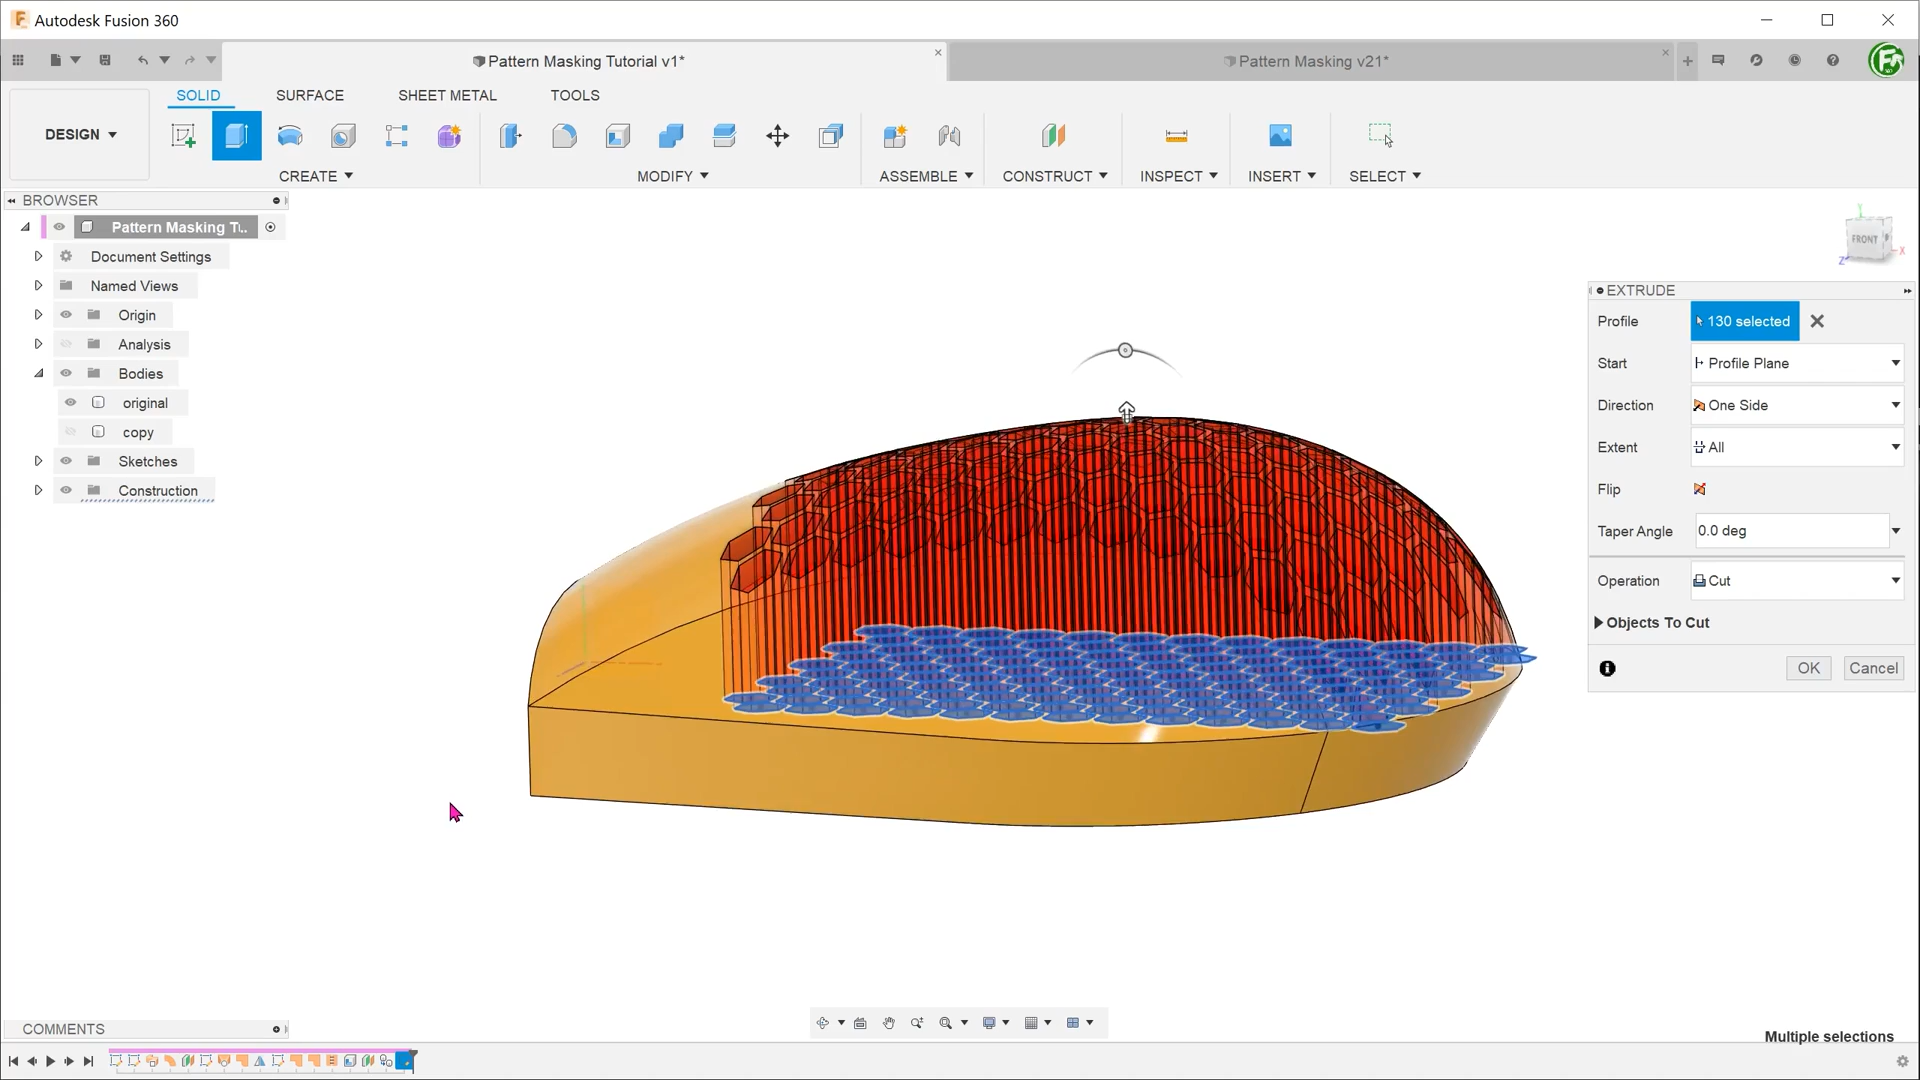 Autodesk Fusion 360
Pattern Masking Tutorial v1*
Pattern Masking v21*
SOLID
SURFACE
SHEET METAL
TOOLS
DESIGN
CREATE
MODIFY
ASSEMBLE
CONSTRUCT
INSPECT
INSERT
SELECT
BROWSER
Pattern Masking T...
Document Settings
Named Views
Origin
Analysis
Bodies
original
copy
Sketches
Construction
Y
FRONT
X
Z
EXTRUDE
Profile 130 selected
Start Profile Plane
Direction One Side
Extent All
Flip
Taper Angle 0.0 deg
Operation Cut
Objects To Cut
OK Cancel
COMMENTS
Multiple selections